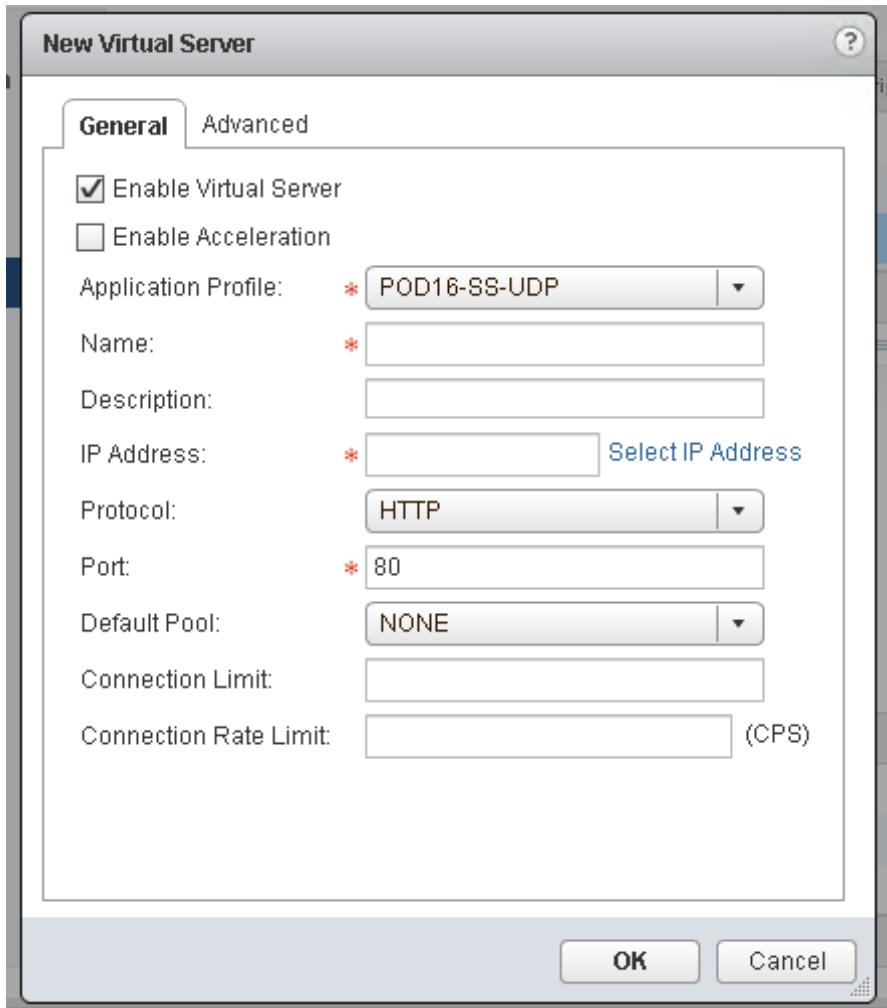 New Virtual Server ?
General Advanced
Enable Virtual Server
Enable Acceleration
Application Profile: * POD16-SS-UDP
Name: *
Description:
IP Address: * Select IP Address
Protocol: HTTP
Port: * 80
Default Pool: NONE
Connection Limit:
Connection Rate Limit: (CPS)
OK Cancel